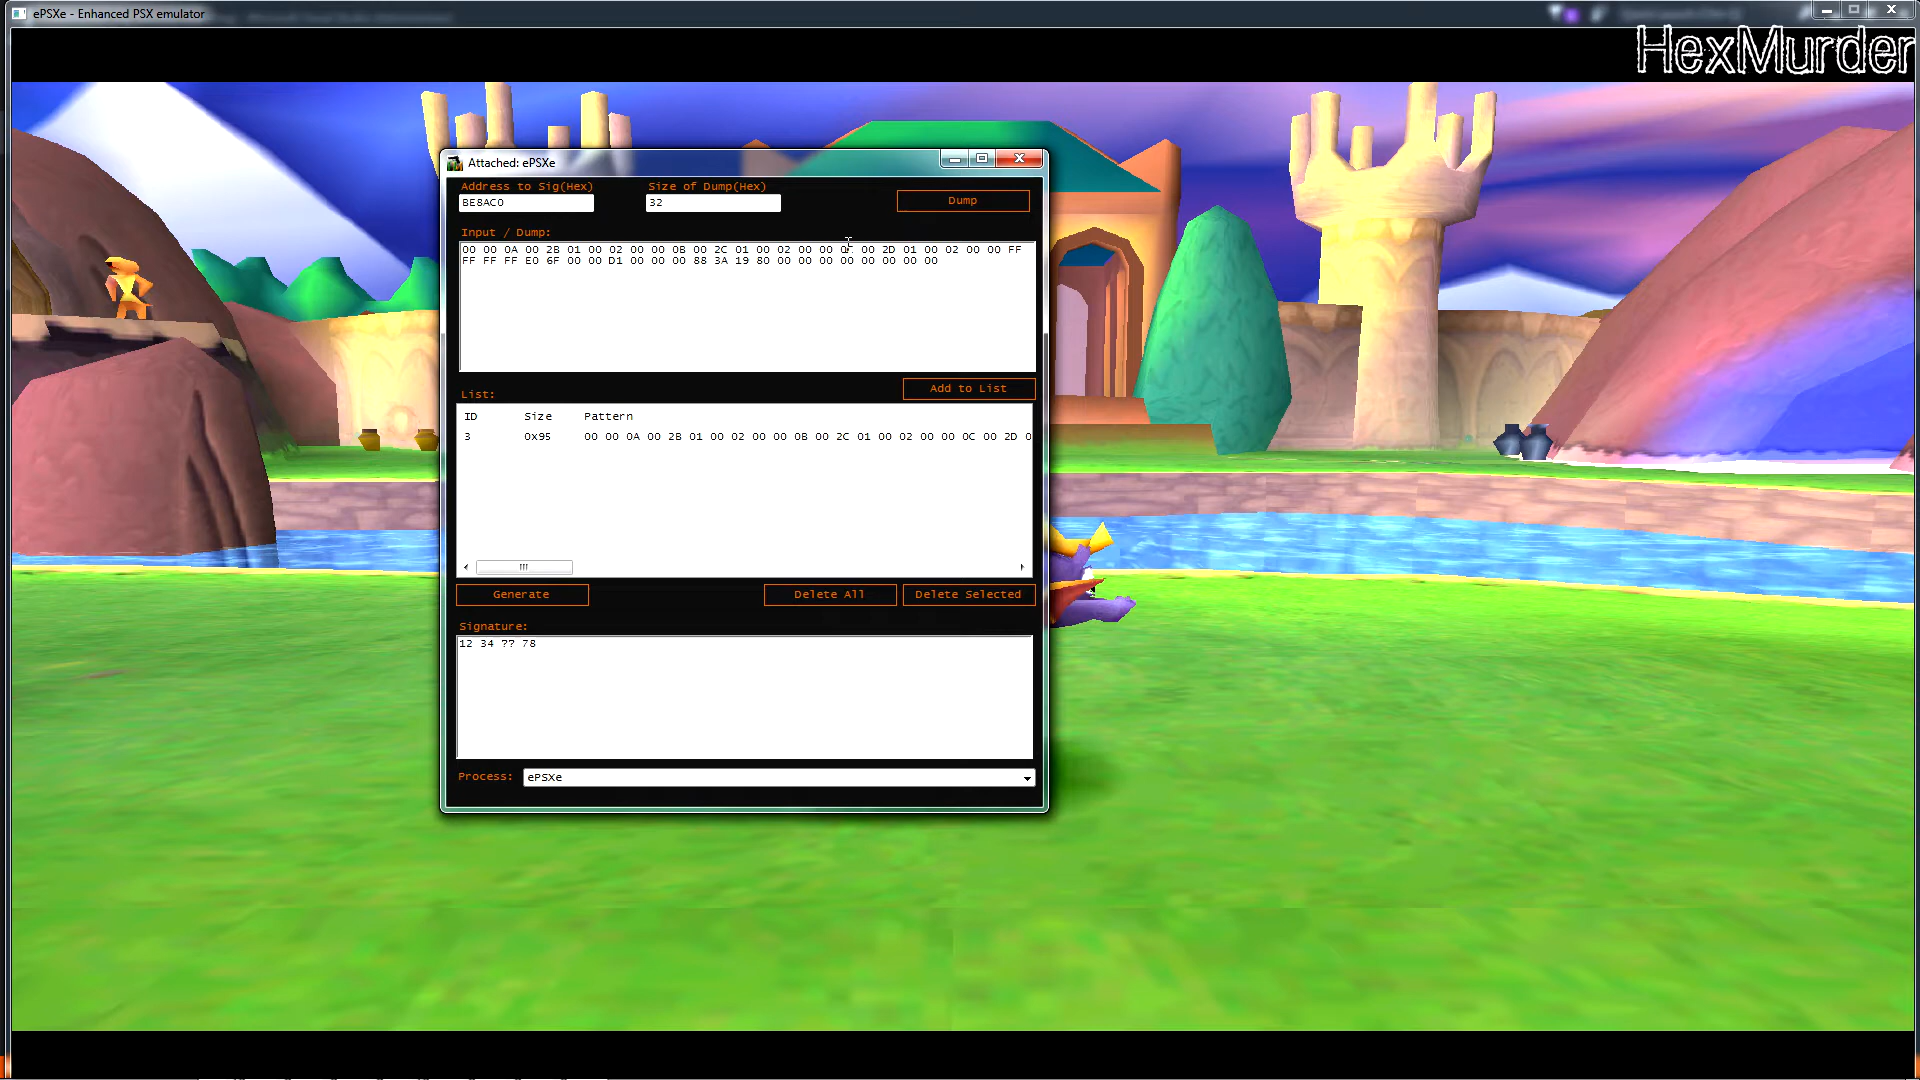 ePSXe - Enhanced PSX emulator
HexMurder
Attached: ePSXe
Address to Sig(Hex)
Size of Dump(Hex)
BE8AC0
32
Dump
Input / Dump:
00 00 0A 00 2B 01 00 02 00 00 0B 00 2C 01 00 02 00 00 0C 00 2D 01 00 02 00 00 FF
FF FF FF E0 6F 00 00 D1 00 00 00 88 3A 19 80 00 00 00 00 00 00 00 00
Add to List
List:
ID Size Pattern
3 0x95 00 00 0A 00 2B 01 00 02 00 00 0B 00 2C 01 00 02 00 00 0C 00 2D 0
Generate
Delete All
Delete Selected
Signature:
12 34 ?? 78
Process:
ePSXe